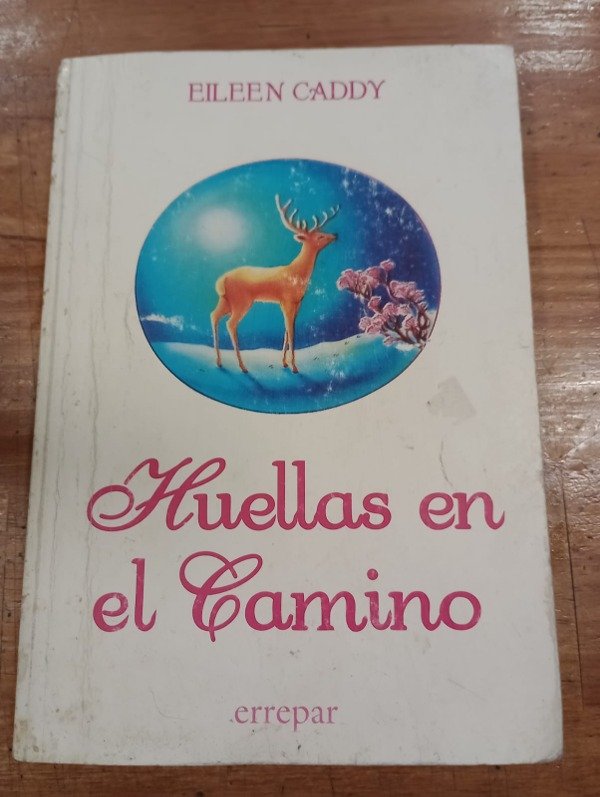 EILEEN CADDY
Huellas en
el Camino
errepar